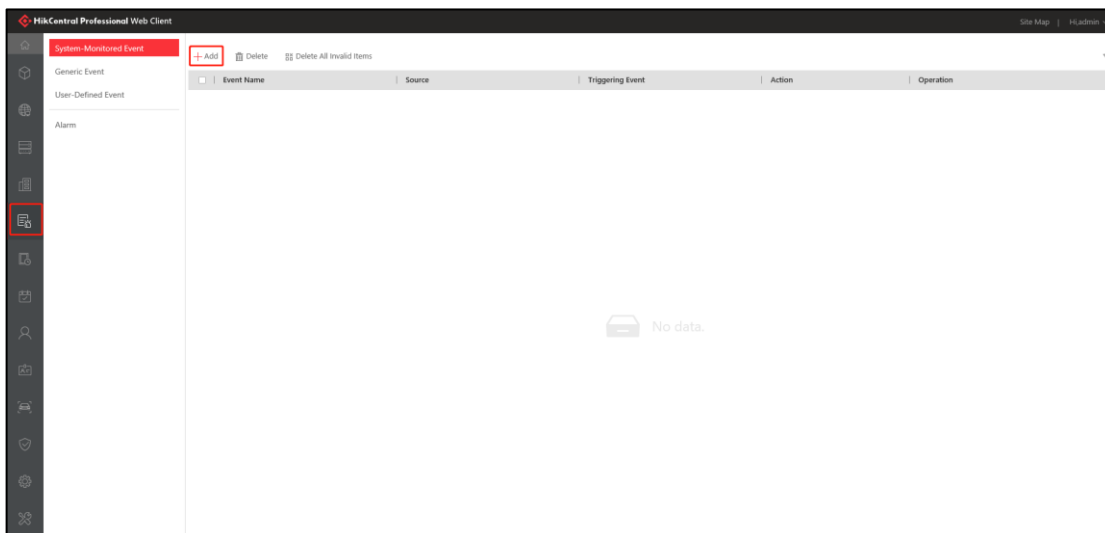 HikCentral Professional Web Client
Site Map | Hi,admin
System-Monitored Event
Generic Event
User-Defined Event
Alarm
Add Delete Delete All Invalid Items
Event Name Source Triggering Event Action Operation
No data.